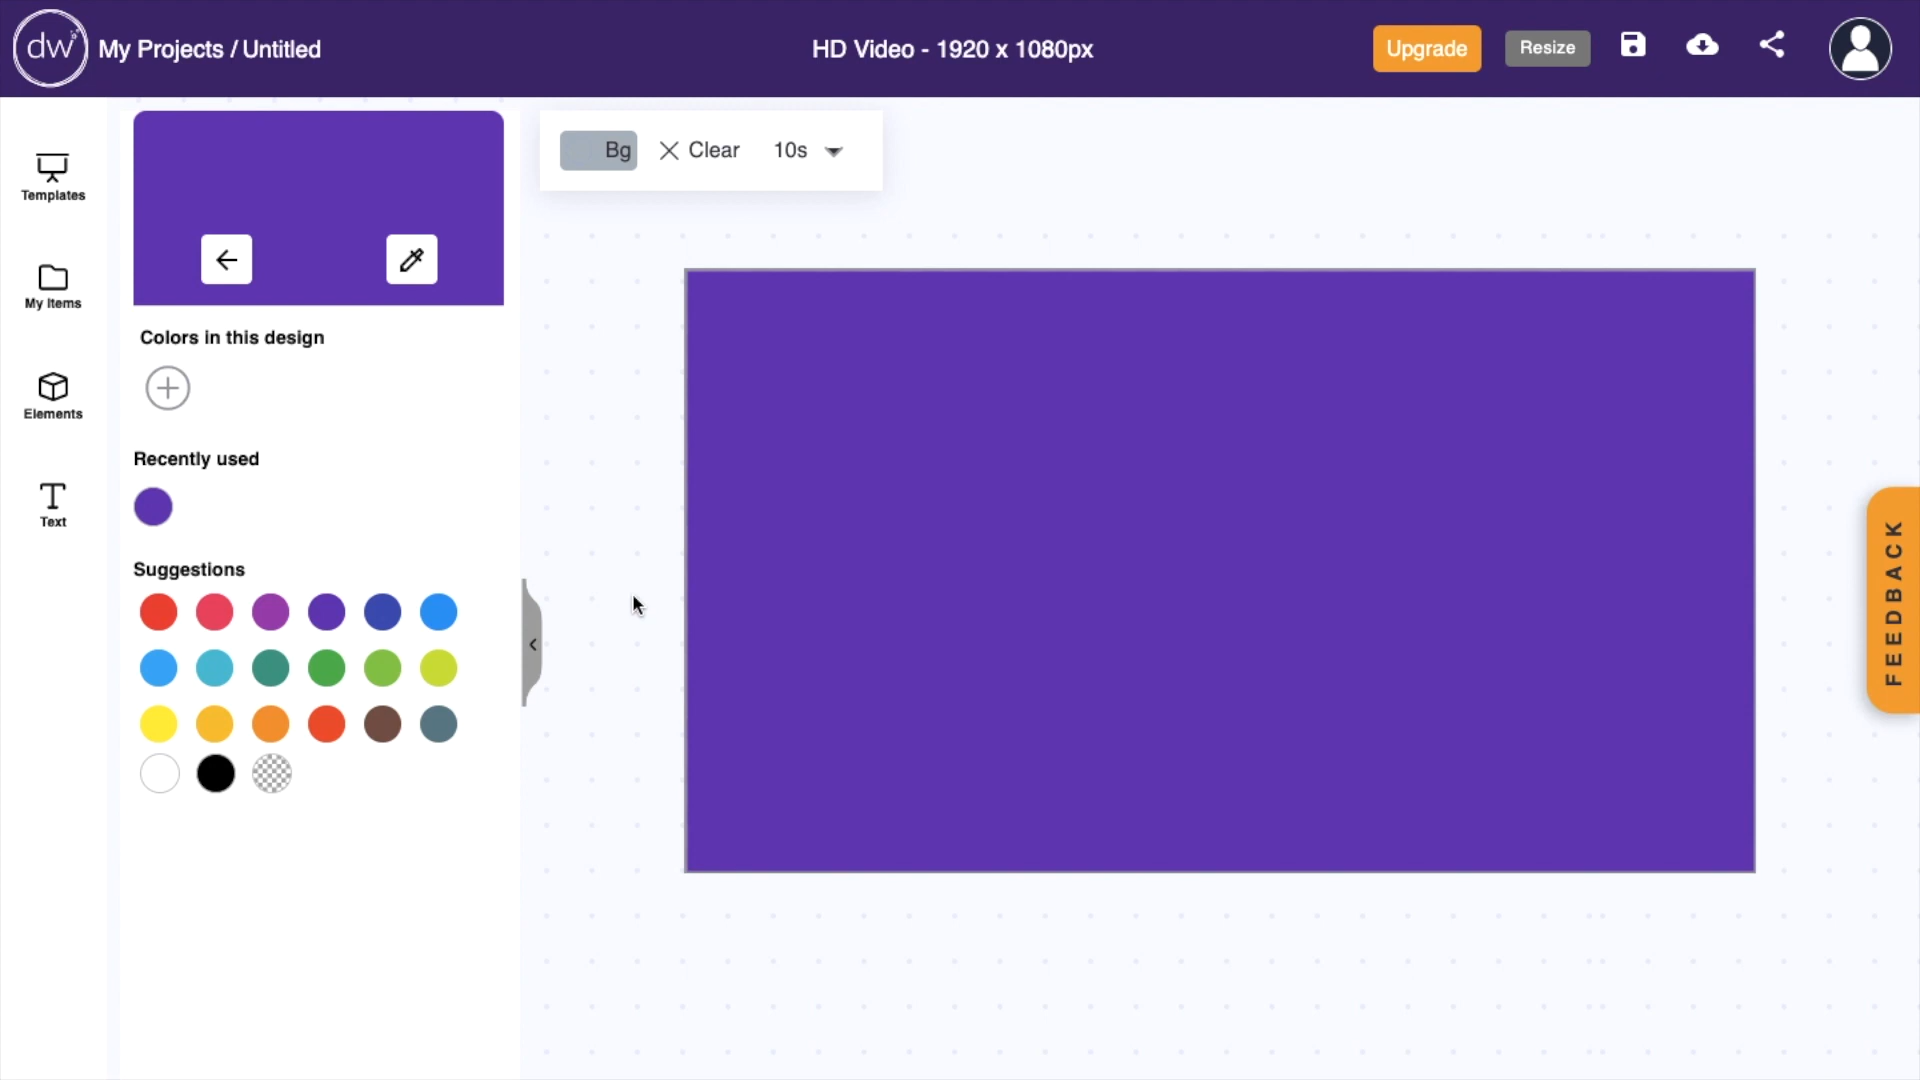 dw My Projects / Untitled
HD Video - 1920 x 1080px
Upgrade
Resize
Templates
My Items
Elements
Text
Bg
Clear
10s
Colors in this design
Recently used
Suggestions
FEEDBACK